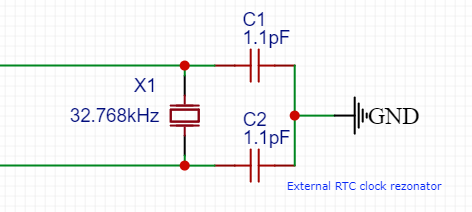 C1
1.1pF
X1
32.768kHz
C2
1.1pF
GND
External RTC clock rezonator